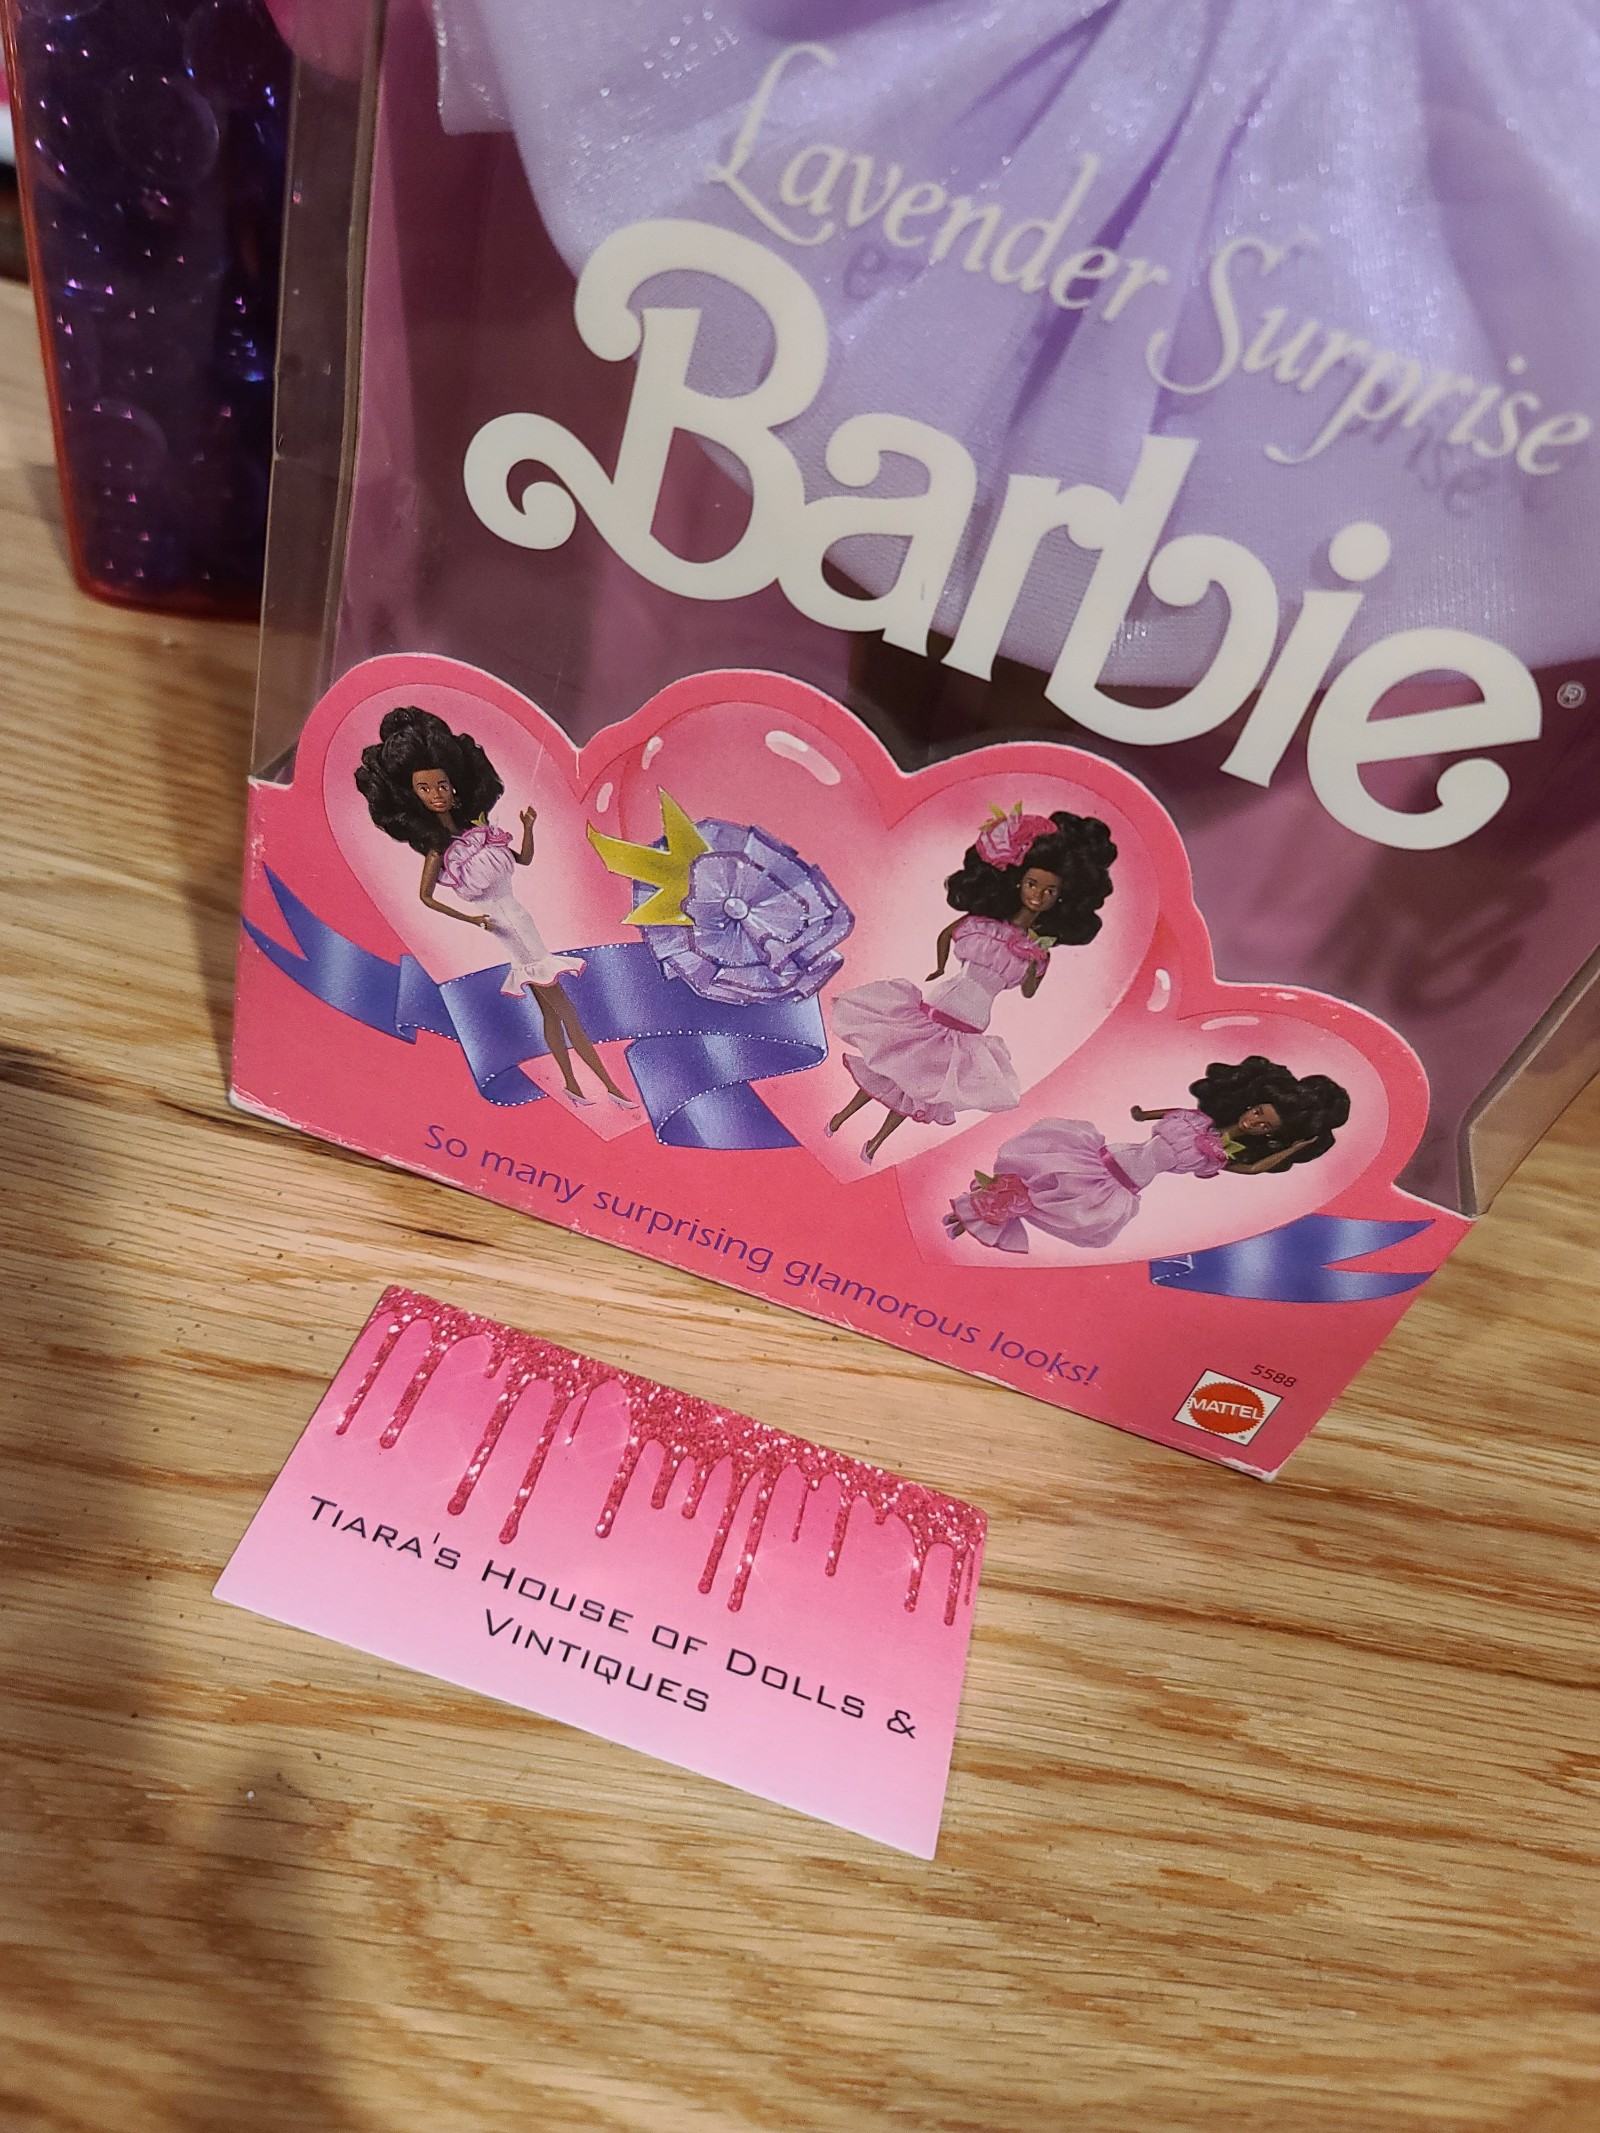 Lavender Surprise
Barbie®
So many surprising glamorous looks!
5588
MATTEL®
TIARA'S HOUSE OF DOLLS &
VINTIQUES